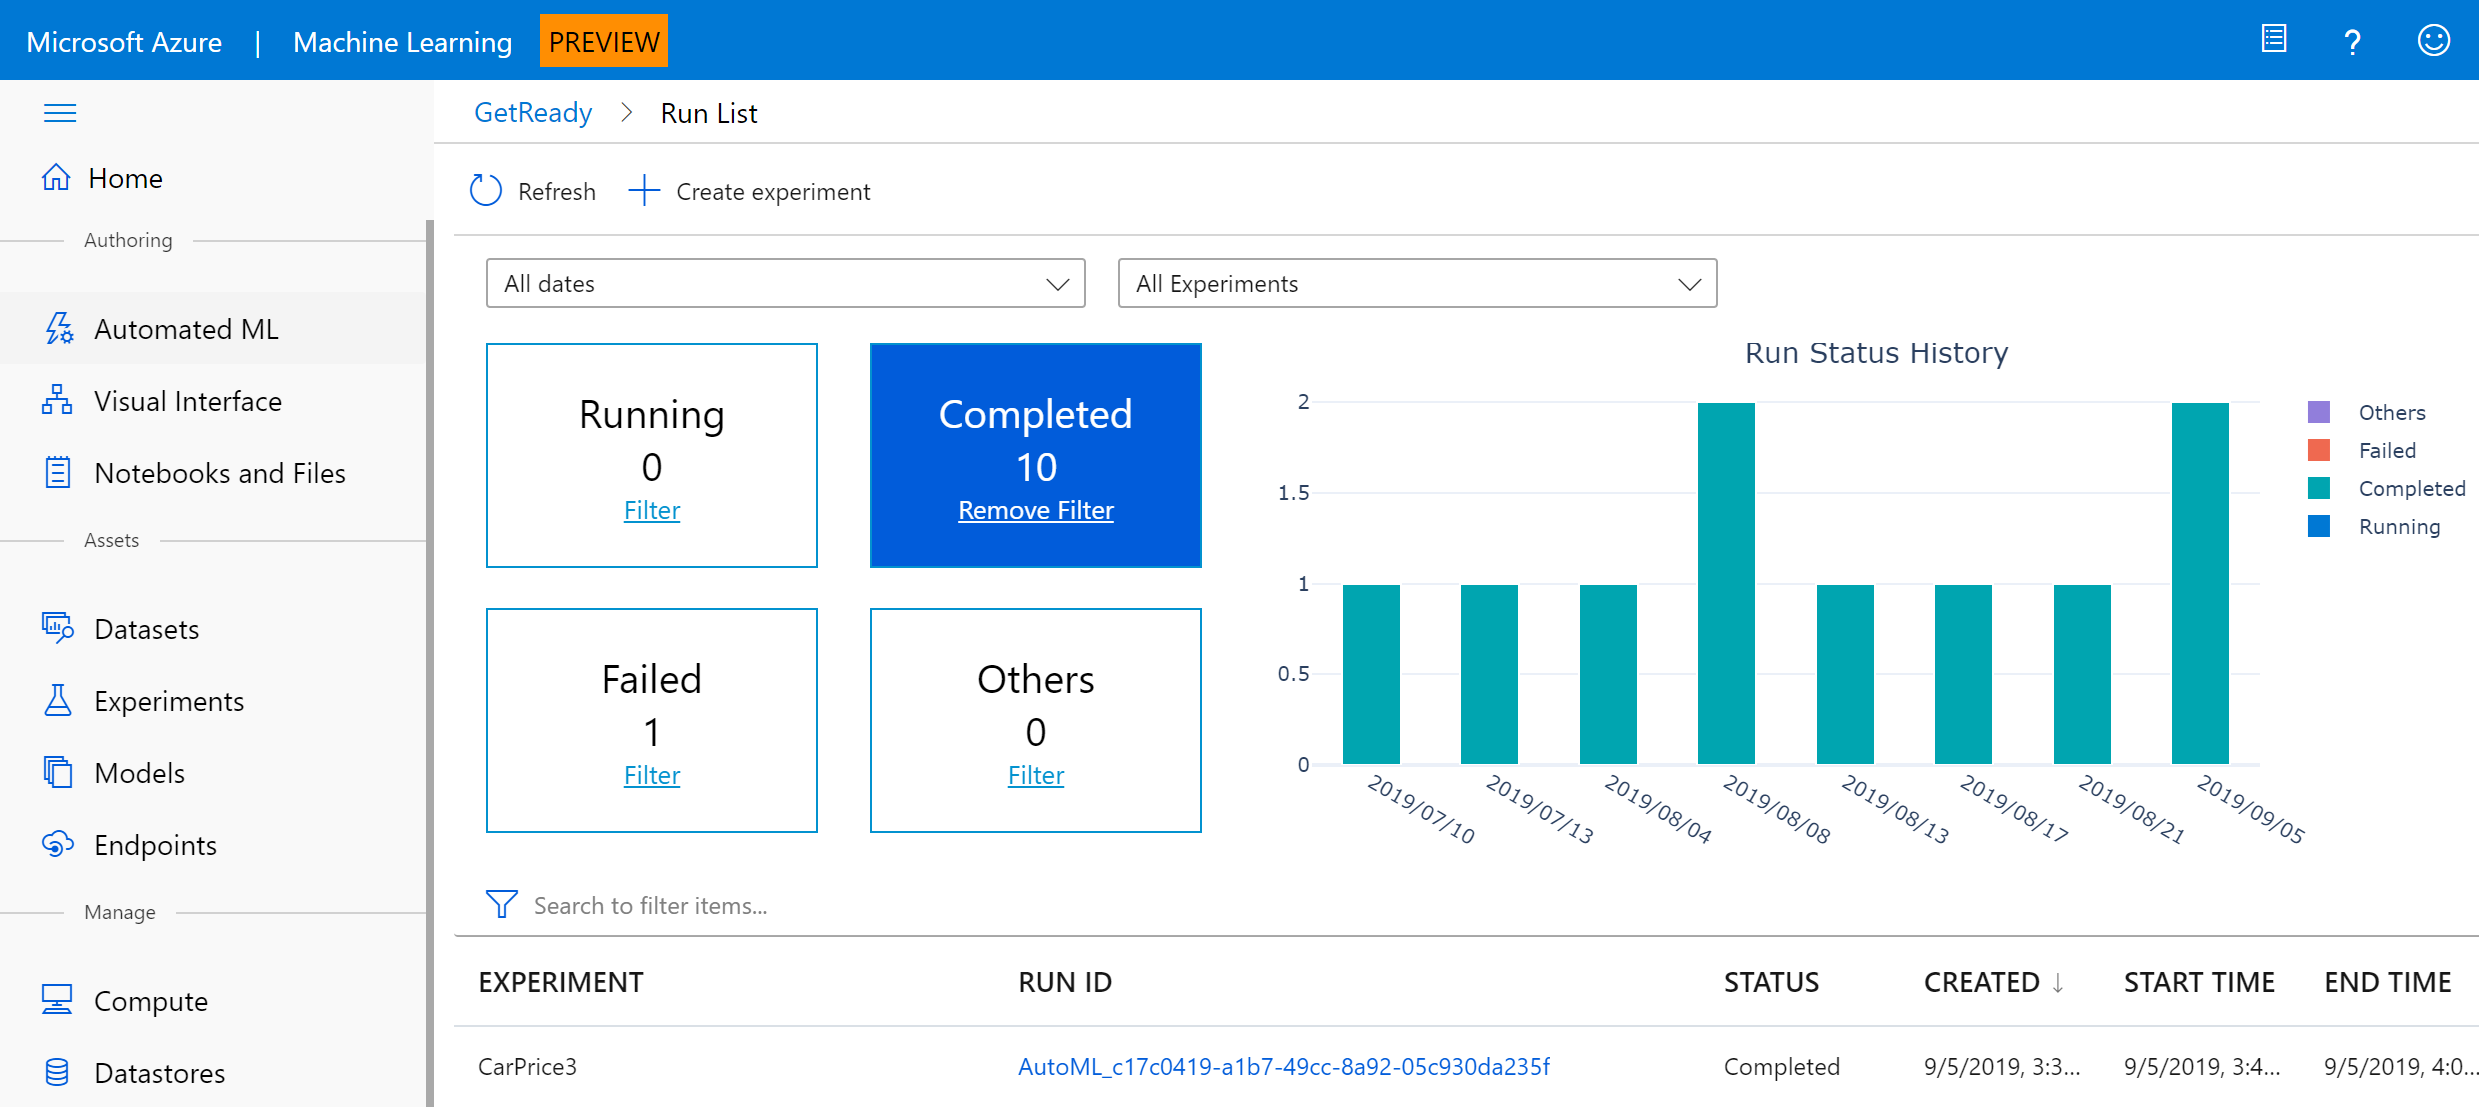 Microsoft Azure | Machine Learning PREVIEW ?
GetReady > Run List
Home
Refresh + Create experiment
Authoring
All dates All Experiments
Automated ML
Visual Interface
Notebooks and Files
Assets
Datasets
Experiments
Models
Endpoints
Manage
Compute
Datastores
Running
0
Filter
Completed
10
Remove Filter
Failed
1
Filter
Others
0
Filter
Run Status History
2
1.5
1
0.5
0
2019/07/10 2019/07/13 2019/08/04 2019/08/08 2019/08/13 2019/08/17 2019/08/21 2019/09/05
Others
Failed
Completed
Running
Search to filter items...
EXPERIMENT RUN ID STATUS CREATED ↓ START TIME END TIME
CarPrice3 AutoML_c17c0419-a1b7-49cc-8a92-05c930da235f Completed 9/5/2019, 3:3... 9/5/2019, 3:4... 9/5/2019, 4:0...